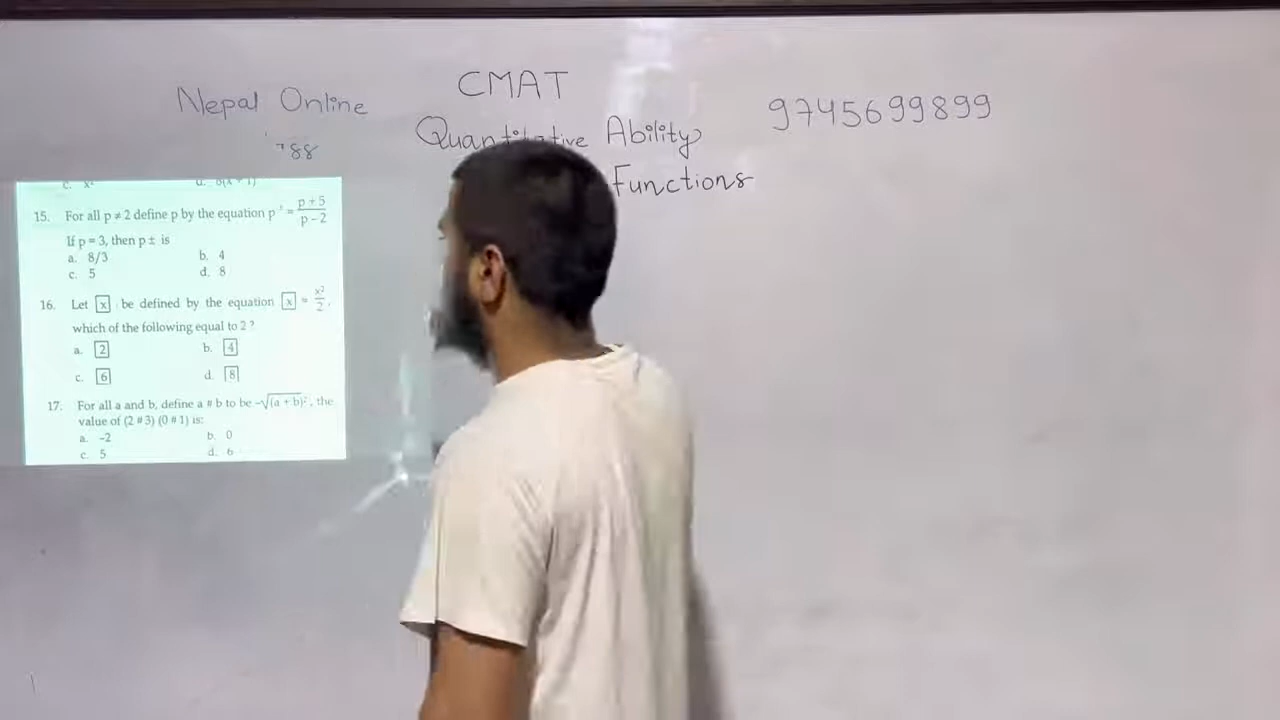 CMAT
Nepal Online
9745699899
Quantitative Ability
Functions
15. For all p ≠ 2 define p by the equation p = p + 5 / p - 2
If p = 3, then p ± is
a. 8/3 b. 4
c. 5 d. 8
16. Let x be defined by the equation x = x² / 2,
which of the following equal to 2 ?
a. 2 b. 4
c. 6 d. 8
17. For all a and b, define a # b to be -√(a + b)², the
value of (2 # 3) (0 # 1) is:
a. -2 b. 0
c. 5 d. 6